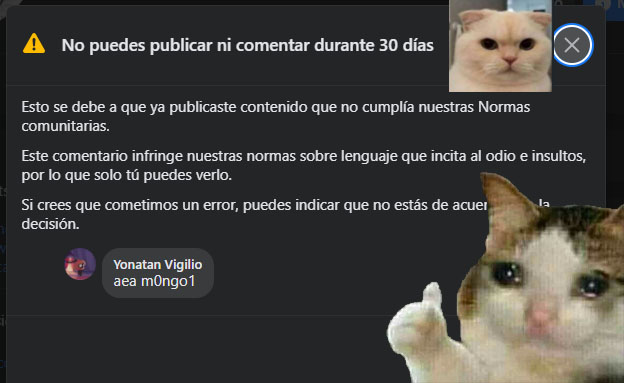 No puedes publicar ni comentar durante 30 días
Esto se debe a que ya publicaste contenido que no cumplía nuestras Normas
comunitarias.
Este comentario infringe nuestras normas sobre lenguaje que incita al odio e insultos,
por lo que solo tú puedes verlo.
Si crees que cometimos un error, puedes indicar que no estás de la
decisión.
Yonatan Vigilio
aea m0ngo1